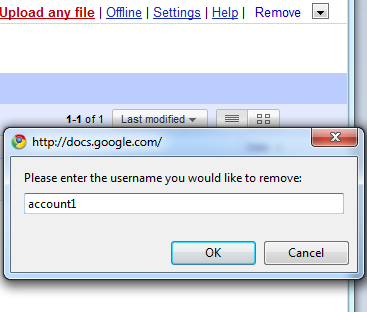 Upload any file | Offline | Settings | Help | Remove
1-1 of 1 Last modified
http://docs.google.com/
Please enter the username you would like to remove:
account1
OK Cancel